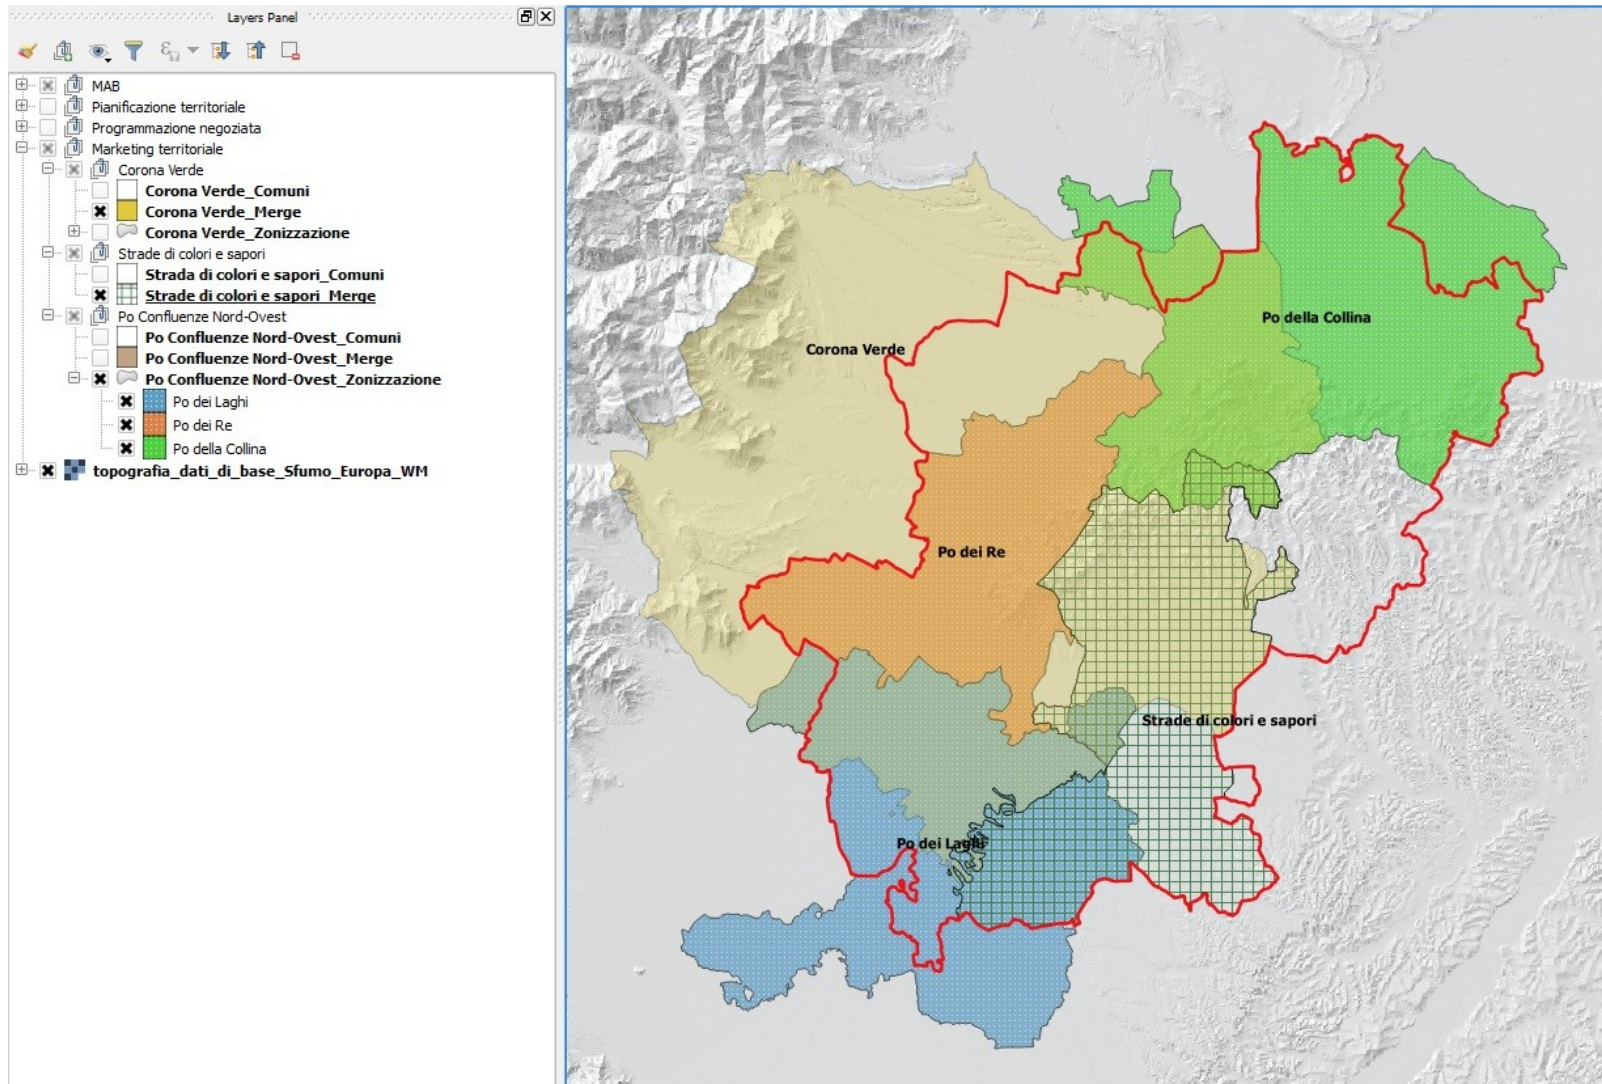 Layers Panel
MAB
Pianificazione territoriale
Programmazione negoziata
Marketing territoriale
Corona Verde
Corona Verde_Comuni
Corona Verde_Merge
Corona Verde_Zonizzazione
Strade di colori e sapori
Strada di colori e sapori_Comuni
Strade di colori e sapori_Merge
Po Confluenze Nord-Ovest
Po Confluenze Nord-Ovest_Comuni
Po Confluenze Nord-Ovest_Merge
Po Confluenze Nord-Ovest_Zonizzazione
Po dei Laghi
Po dei Re
Po della Collina
topografia_dati_di_base_Sfumo_Europa_WM
Po della Collina
Corona Verde
Po dei Re
Strade di colori e sapori
Po dei Laghi